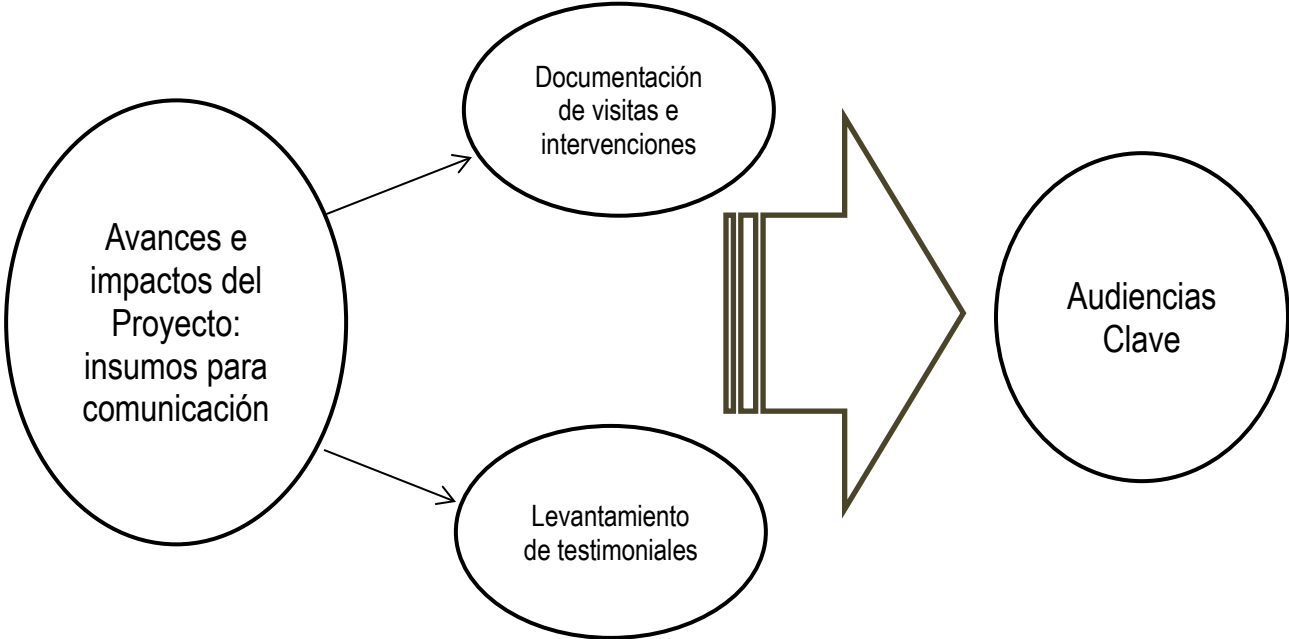 Avances e
impactos del
Proyecto:
insumos para
comunicación
Documentación
de visitas e
intervenciones
Levantamiento
de testimoniales
Audiencias
Clave